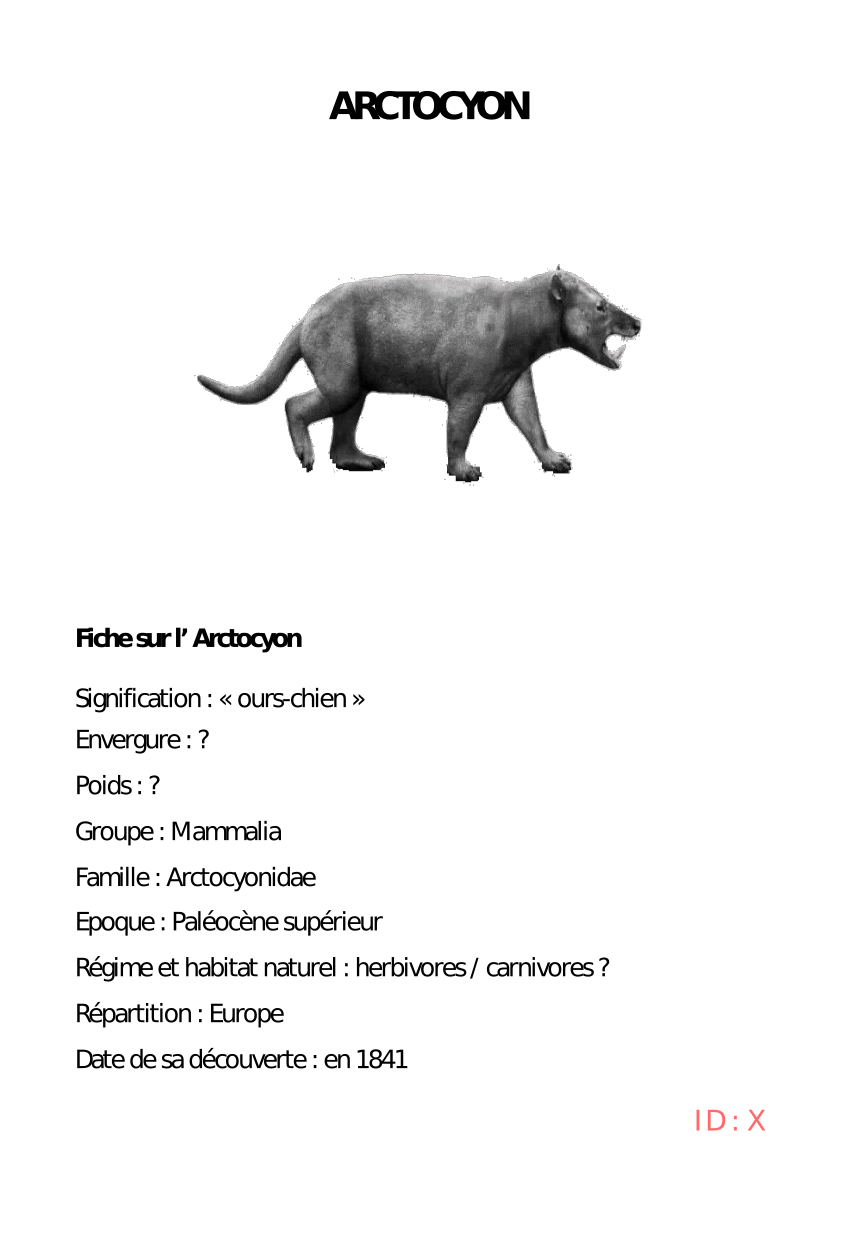 ARCTOCYON
Fiche sur l’ Arctocyon
Signification : « ours-chien »
Envergure : ?
Poids : ?
Groupe : Mammalia
Famille : Arctocyonidae
Epoque : Paléocène supérieur
Régime et habitat naturel : herbivores / carnivores ?
Répartition : Europe
Date de sa découverte : en 1841
ID : X